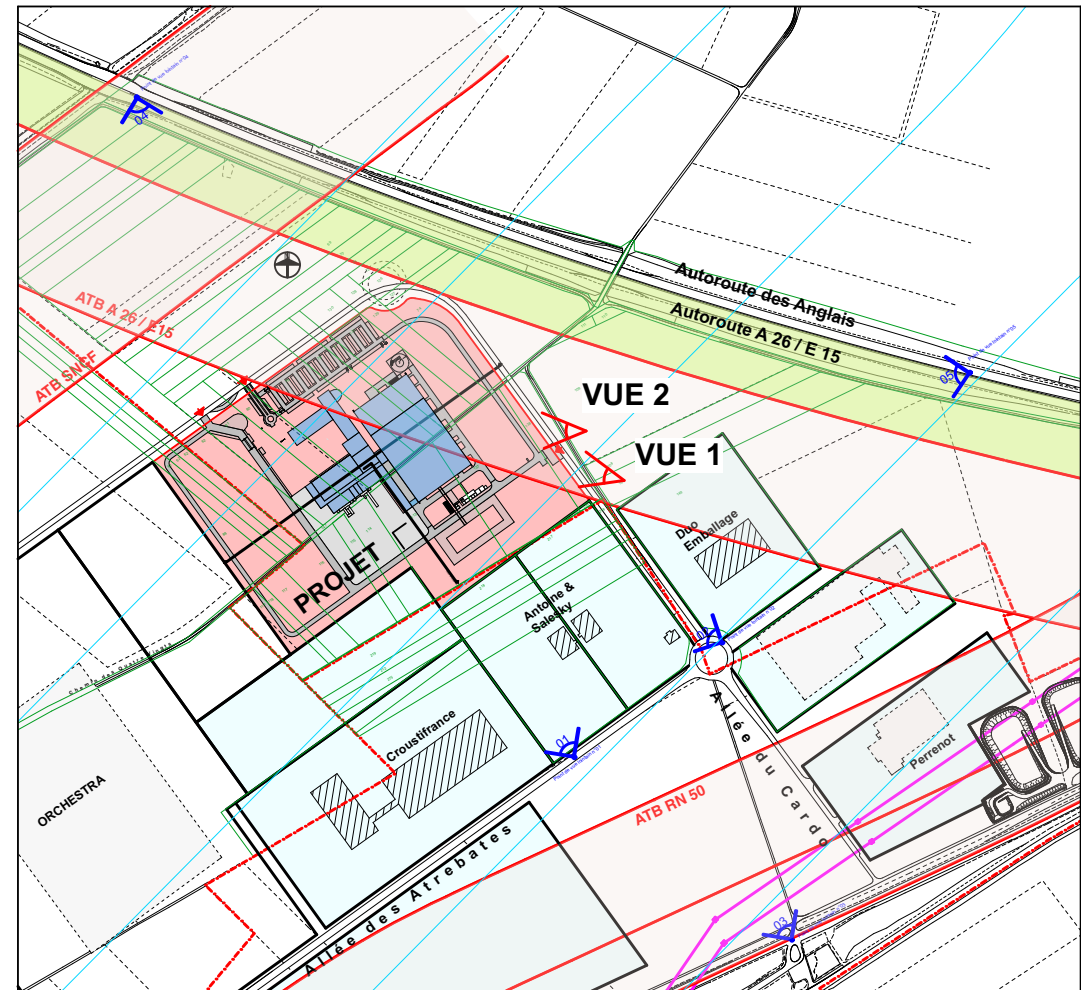 04
Autoroute des Anglais
Autoroute A 26 / E 15
05
ATB A 26 / E15
ATB SNCF
VUE 2
VUE 1
PROJET
Duo
Emballage
Antoine &
Salesky
Croustifrance
01
ORCHESTRA
Allée du Cardo
Perrenot
ATB RN 50
Allée des Atrebates
03